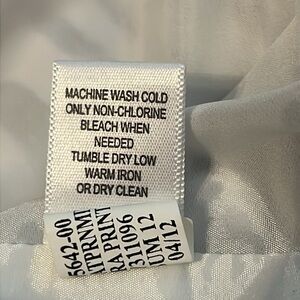 MACHINE WASH COLD
ONLY NON-CHLORINE
BLEACH WHEN
NEEDED
TUMBLE DRY LOW
WARM IRON
OR DRY CLEAN
5642-00
TPRNM
RA PRINT
311096
UM 12
04/12